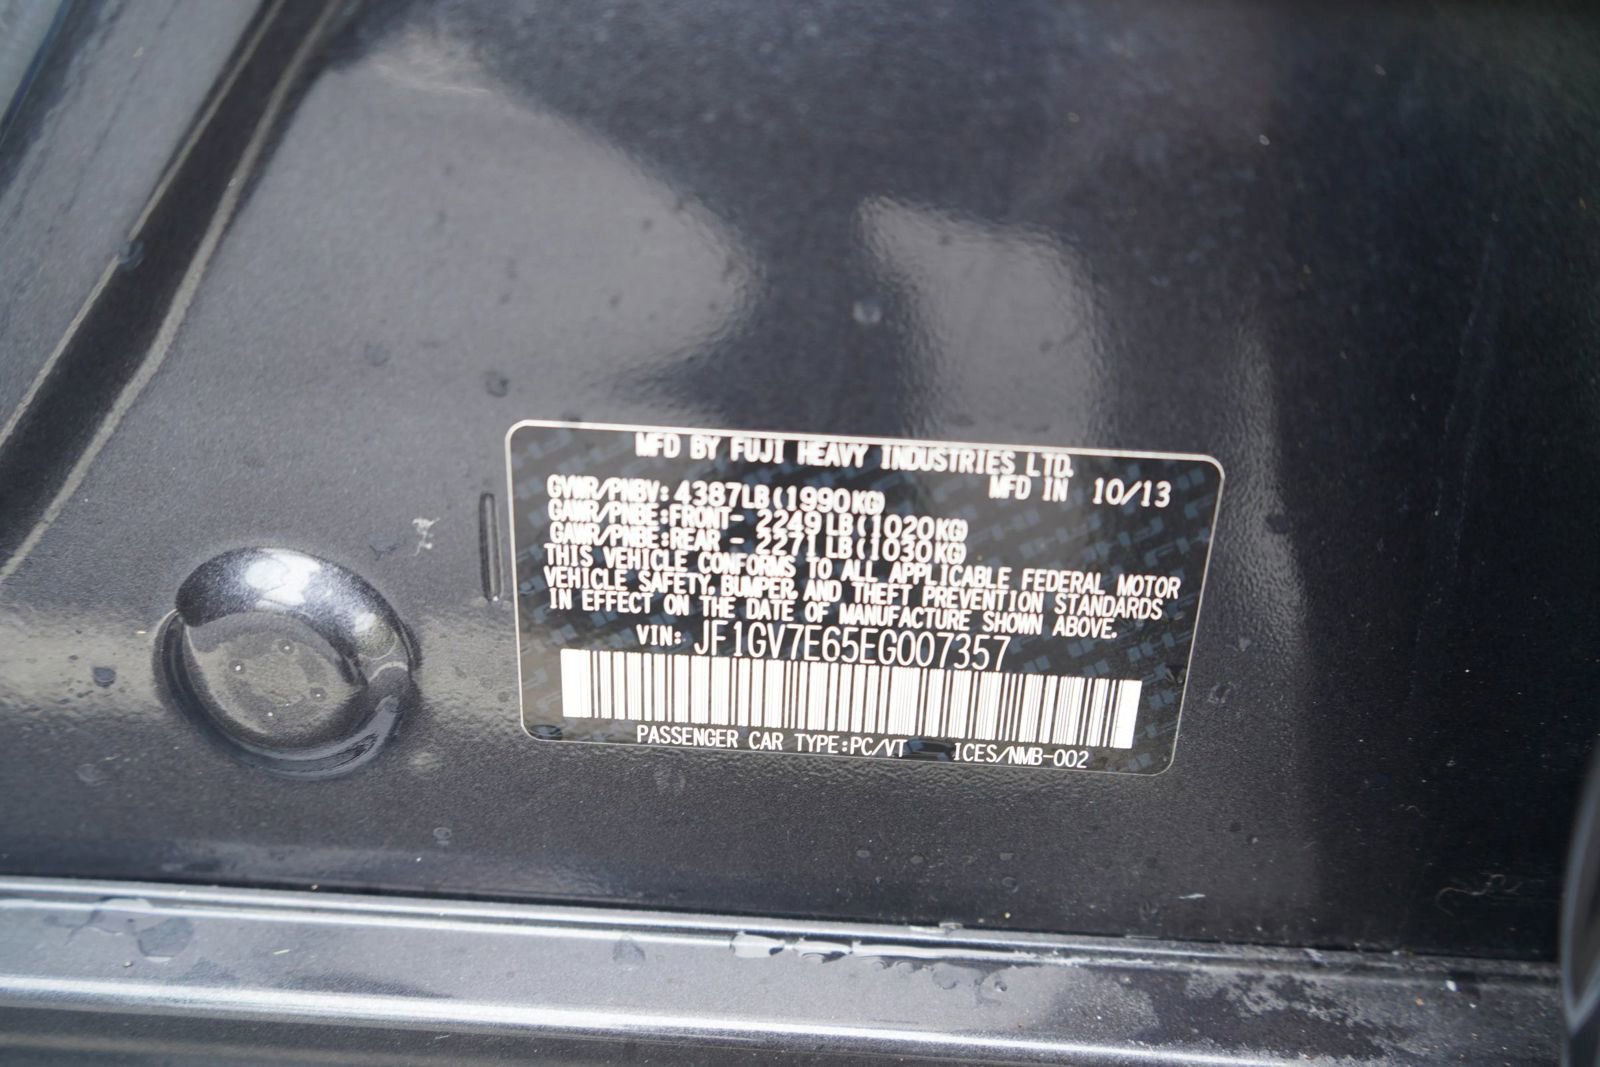 MFD BY FUJI HEAVY INDUSTRIES LTD.
MFD IN 10/13
GVWR/PNBV: 4387LB(1990KG)
GAWR/PNBE:FRONT- 2249LB(1020KG)
GAWR/PNBE:REAR - 2271LB(1030KG)
THIS VEHICLE CONFORMS TO ALL APPLICABLE FEDERAL MOTOR
VEHICLE SAFETY, BUMPER, AND THEFT PREVENTION STANDARDS
IN EFFECT ON THE DATE OF MANUFACTURE SHOWN ABOVE.
VIN: JF1GV7E65EG007357
PASSENGER CAR TYPE:PC/VT ICES/NMB-002